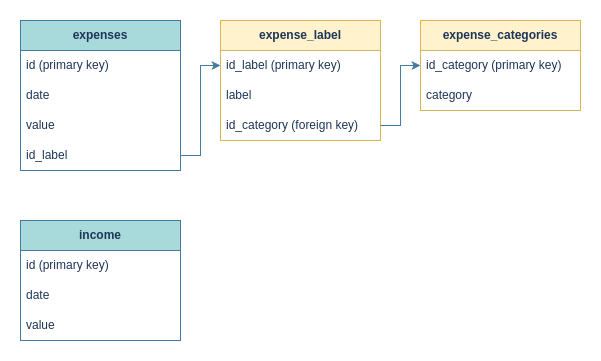 expenses
id (primary key)
date
value
id_label
expense_label
id_label (primary key)
label
id_category (foreign key)
expense_categories
id_category (primary key)
category
income
id (primary key)
date
value